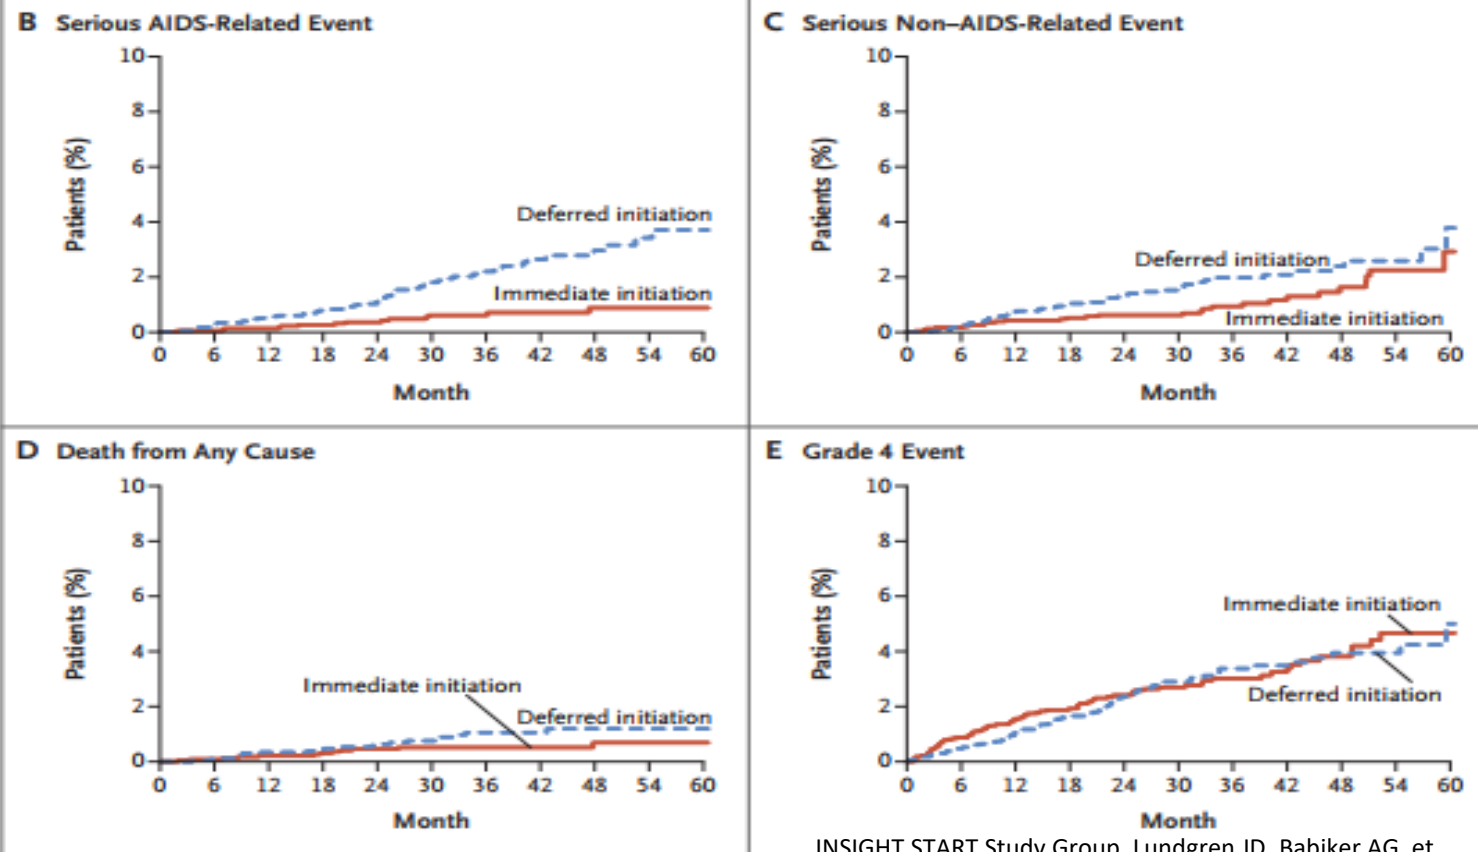 B Serious AIDS-Related Event
10
8
6
4
2
0
Patients (%)
Deferred initiation
Immediate initiation
0 6 12 18 24 30 36 42 48 54 60
Month
C Serious Non–AIDS-Related Event
10
8
6
4
2
0
Patients (%)
Deferred initiation
Immediate initiation
0 6 12 18 24 30 36 42 48 54 60
Month
D Death from Any Cause
10
8
6
4
2
0
Patients (%)
Immediate initiation
Deferred initiation
0 6 12 18 24 30 36 42 48 54 60
Month
E Grade 4 Event
10
8
6
4
2
0
Patients (%)
Immediate initiation
Deferred initiation
0 6 12 18 24 30 36 42 48 54 60
Month
INSIGHT START Study Group, Lundgren JD, Babiker AG, et